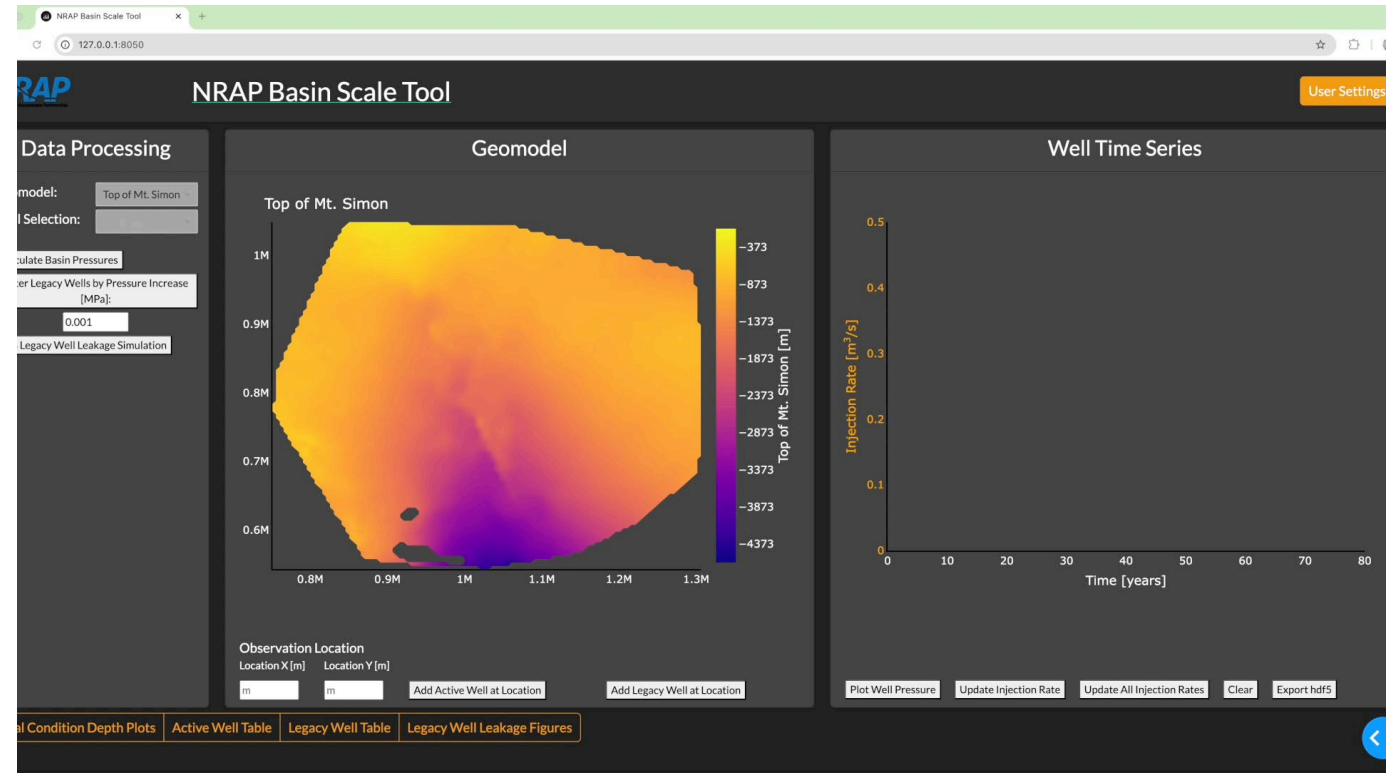 NRAP Basin Scale Tool
127.0.0.1:8050
RAP
NRAP Basin Scale Tool
User Settings
Data Processing
omodel:
Top of Mt. Simon
l Selection:
culate Basin Pressures
ter Legacy Wells by Pressure Increase
[MPa]:
0.001
Legacy Well Leakage Simulation
Geomodel
Top of Mt. Simon
1M
0.9M
0.8M
0.7M
0.6M
0.8M 0.9M 1M 1.1M 1.2M 1.3M
−373
−873
−1373
−1873
−2373
−2873
−3373
−3873
−4373
Top of Mt. Simon [m]
Observation Location
Location X [m] Location Y [m]
m m Add Active Well at Location Add Legacy Well at Location
Well Time Series
0.5
0.4
0.3
0.2
0.1
0
Injection Rate [m³/s]
0 10 20 30 40 50 60 70 80
Time [years]
Plot Well Pressure Update Injection Rate Update All Injection Rates Clear Export hdf5
al Condition Depth Plots Active Well Table Legacy Well Table Legacy Well Leakage Figures